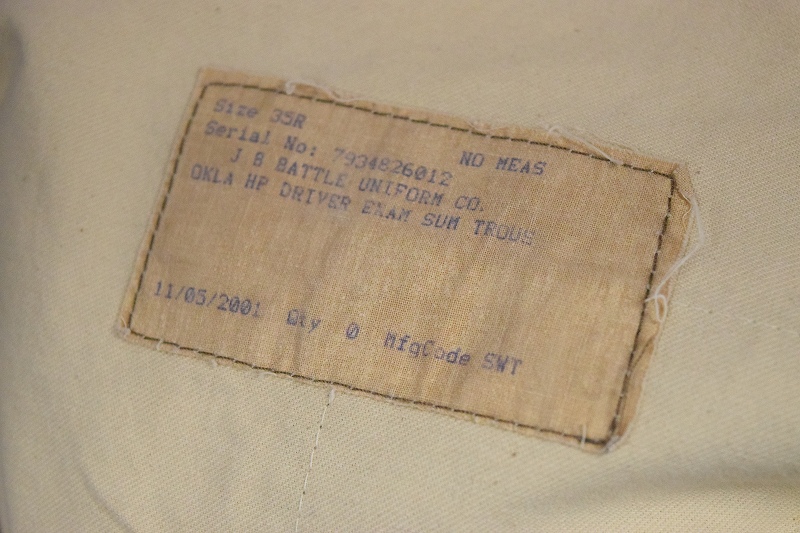 Size 35R
Serial No: 7934826012 NO MEAS
J B BATTLE UNIFORM CO.
OKLA HP DRIVER EXAM SUM TROUS
11/05/2001 Qty 0 MfgCode SWT